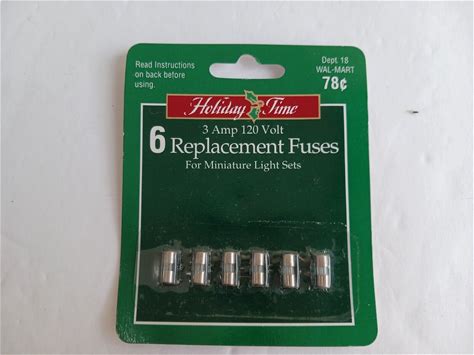 Read Instructions
on back before
using.
Dept. 18
WAL-MART
78¢
Holiday Time
3 Amp 120 Volt
6 Replacement Fuses
For Miniature Light Sets